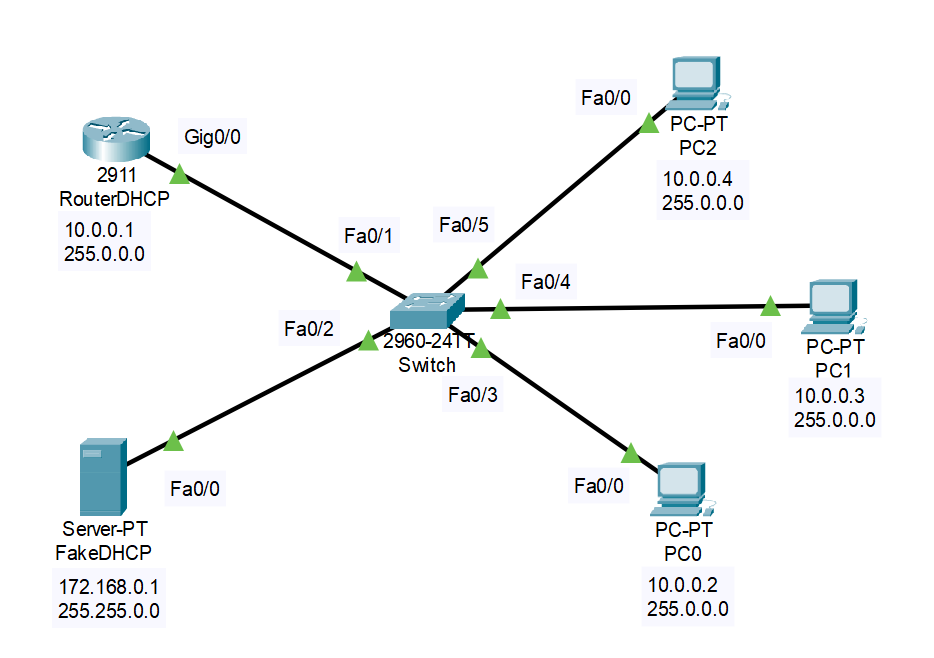 Fa0/0
PC-PT
PC2
10.0.0.4
255.0.0.0
Gig0/0
2911
RouterDHCP
10.0.0.1
255.0.0.0
Fa0/1
Fa0/5
Fa0/4
Fa0/2
2960-24TT
Switch
Fa0/3
Fa0/0
PC-PT
PC1
10.0.0.3
255.0.0.0
Fa0/0
Server-PT
FakeDHCP
172.168.0.1
255.255.0.0
Fa0/0
PC-PT
PC0
10.0.0.2
255.0.0.0